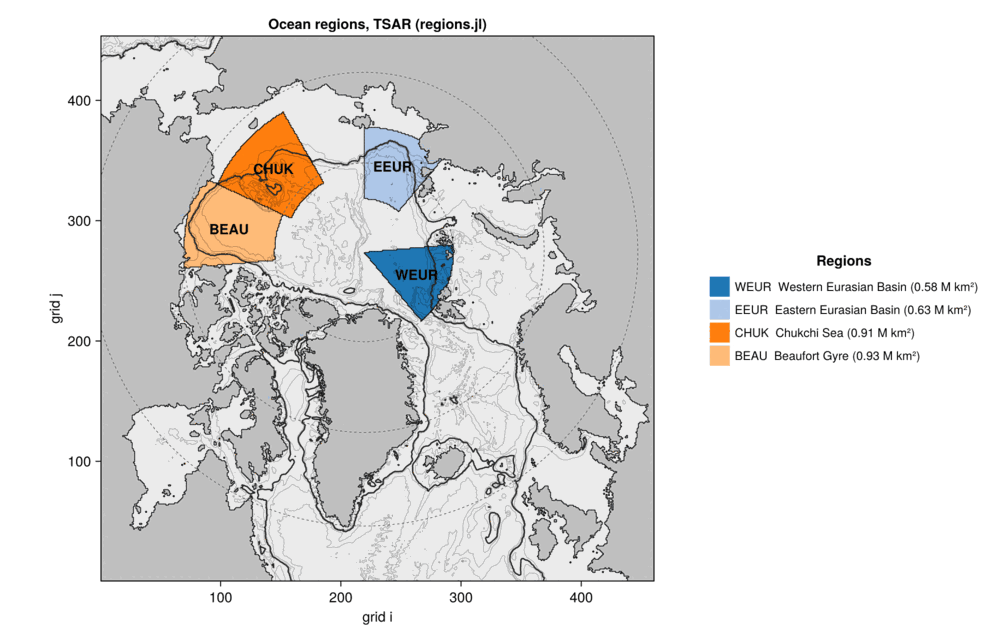 Ocean regions, TSAR (regions.jl)
400
300
200
100
grid j
CHUK
EEUR
BEAU
WEUR
100
200
300
400
grid i
Regions
WEUR Western Eurasian Basin (0.58 M km²)
EEUR Eastern Eurasian Basin (0.63 M km²)
CHUK Chukchi Sea (0.91 M km²)
BEAU Beaufort Gyre (0.93 M km²)